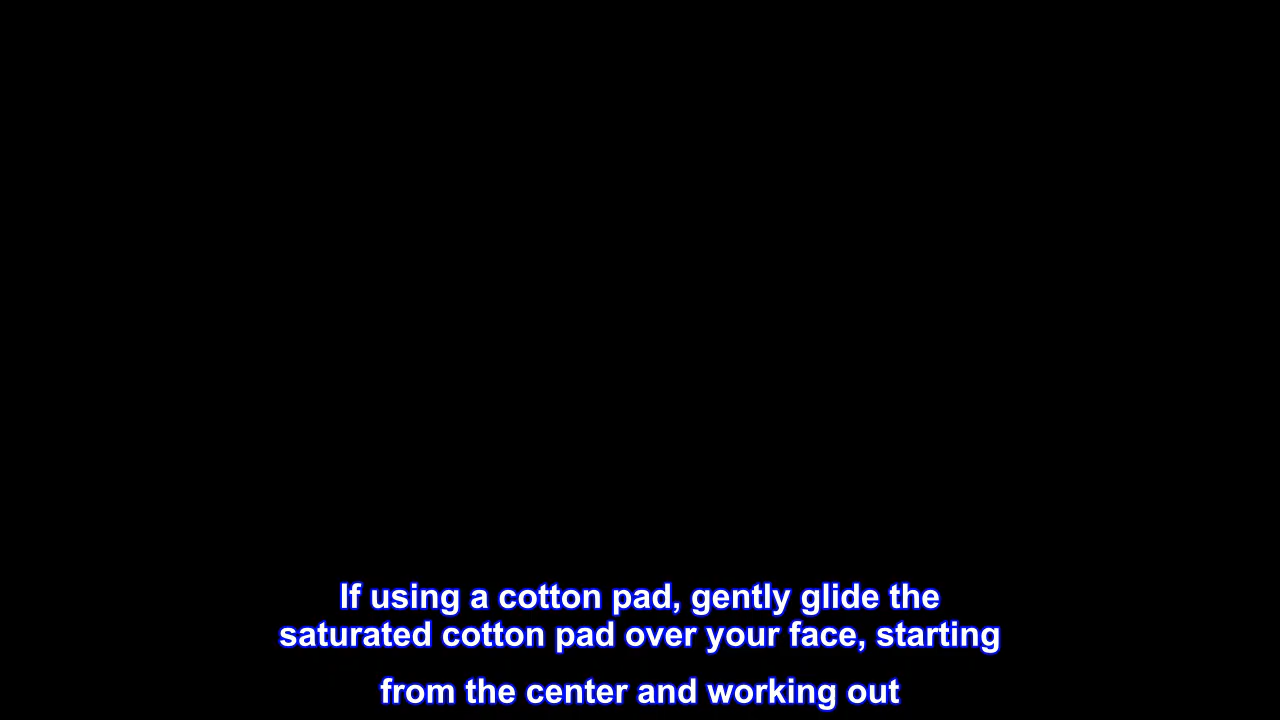 If using a cotton pad, gently glide the
saturated cotton pad over your face, starting
from the center and working out